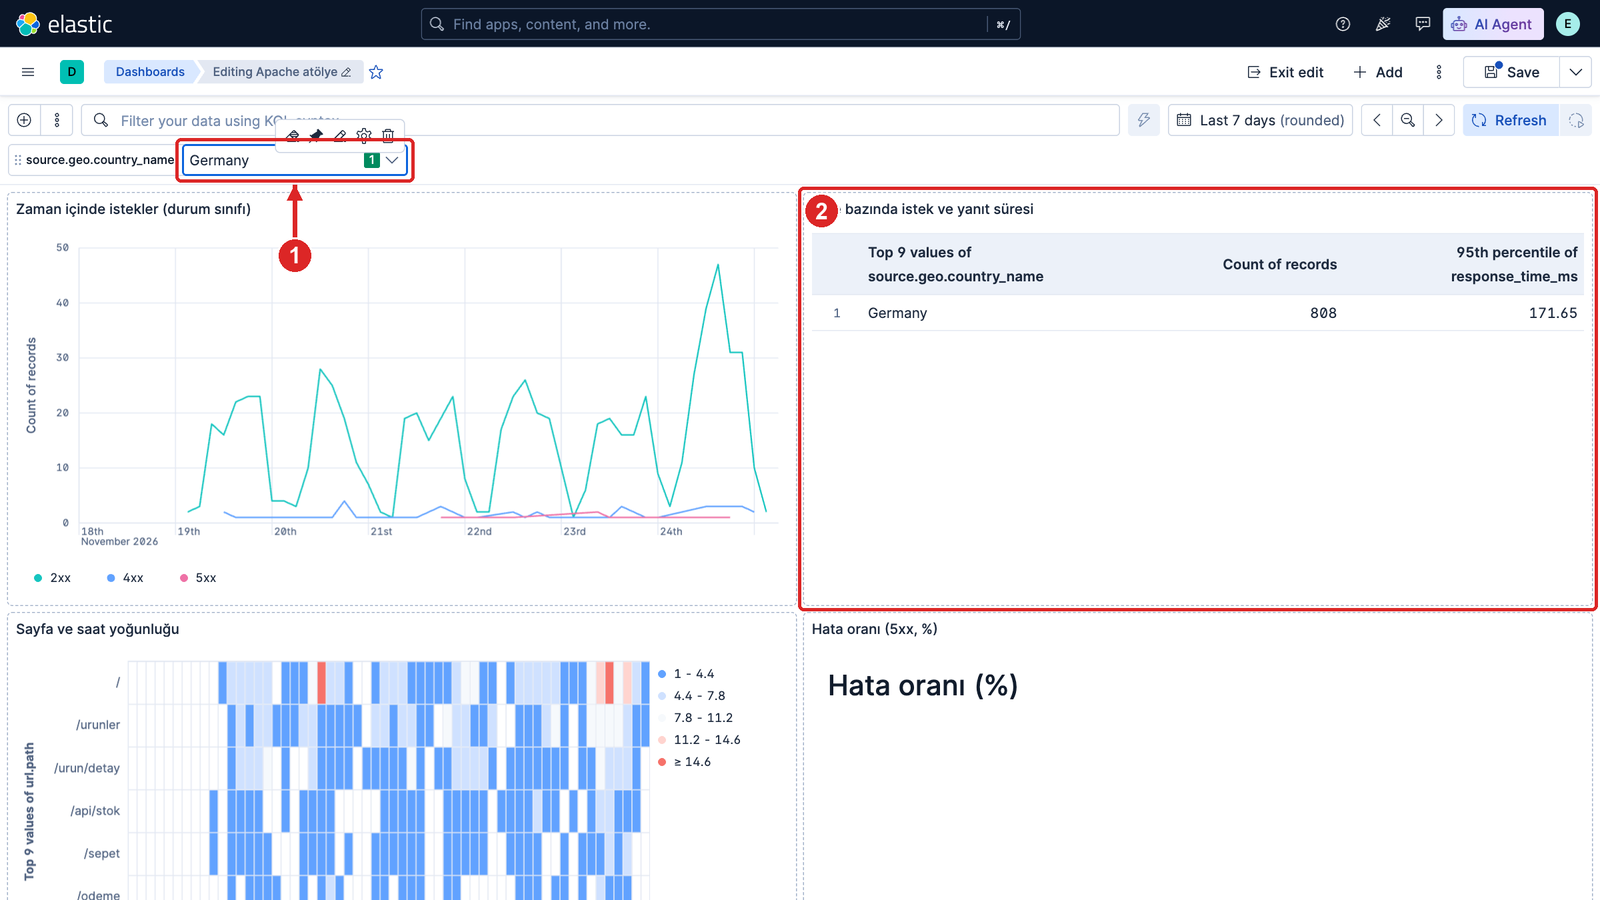 elastic
Find apps, content, and more.
⌘/
AI Agent
E
D
Dashboards
Editing Apache atölye
Exit edit
Add
Save
Filter your data using KQL syntax
Last 7 days (rounded)
Refresh
source.geo.country_name
Germany
1
1
Zaman içinde istekler (durum sınıfı)
Count of records
50
40
30
20
10
0
18th
19th
20th
21st
22nd
23rd
24th
November 2026
2xx
4xx
5xx
2
bazında istek ve yanıt süresi
Top 9 values of source.geo.country_name
Count of records
95th percentile of response_time_ms
1
Germany
808
171.65
Sayfa ve saat yoğunluğu
Top 9 values of url.path
/
/urunler
/urun/detay
/api/stok
/sepet
/odeme
1 - 4.4
4.4 - 7.8
7.8 - 11.2
11.2 - 14.6
≥ 14.6
Hata oranı (5xx, %)
Hata oranı (%)